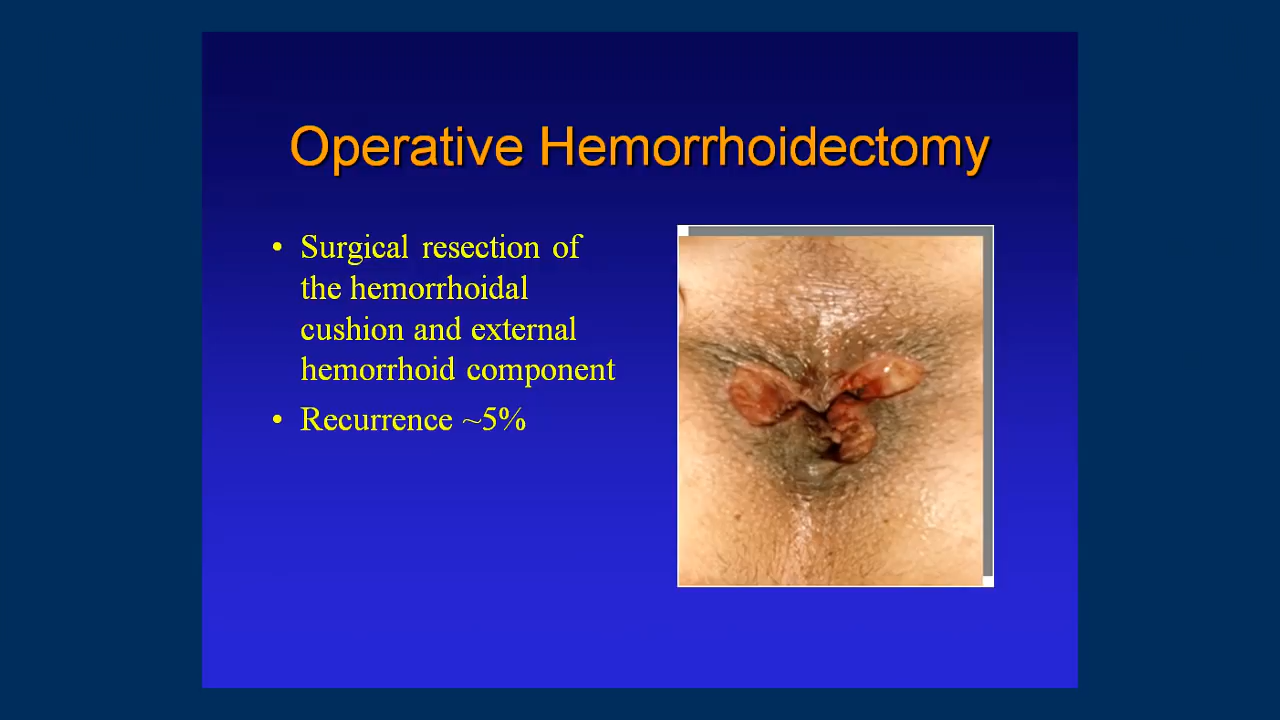 Operative Hemorrhoidectomy
• Surgical resection of
the hemorrhoidal
cushion and external
hemorrhoid component
• Recurrence ~5%